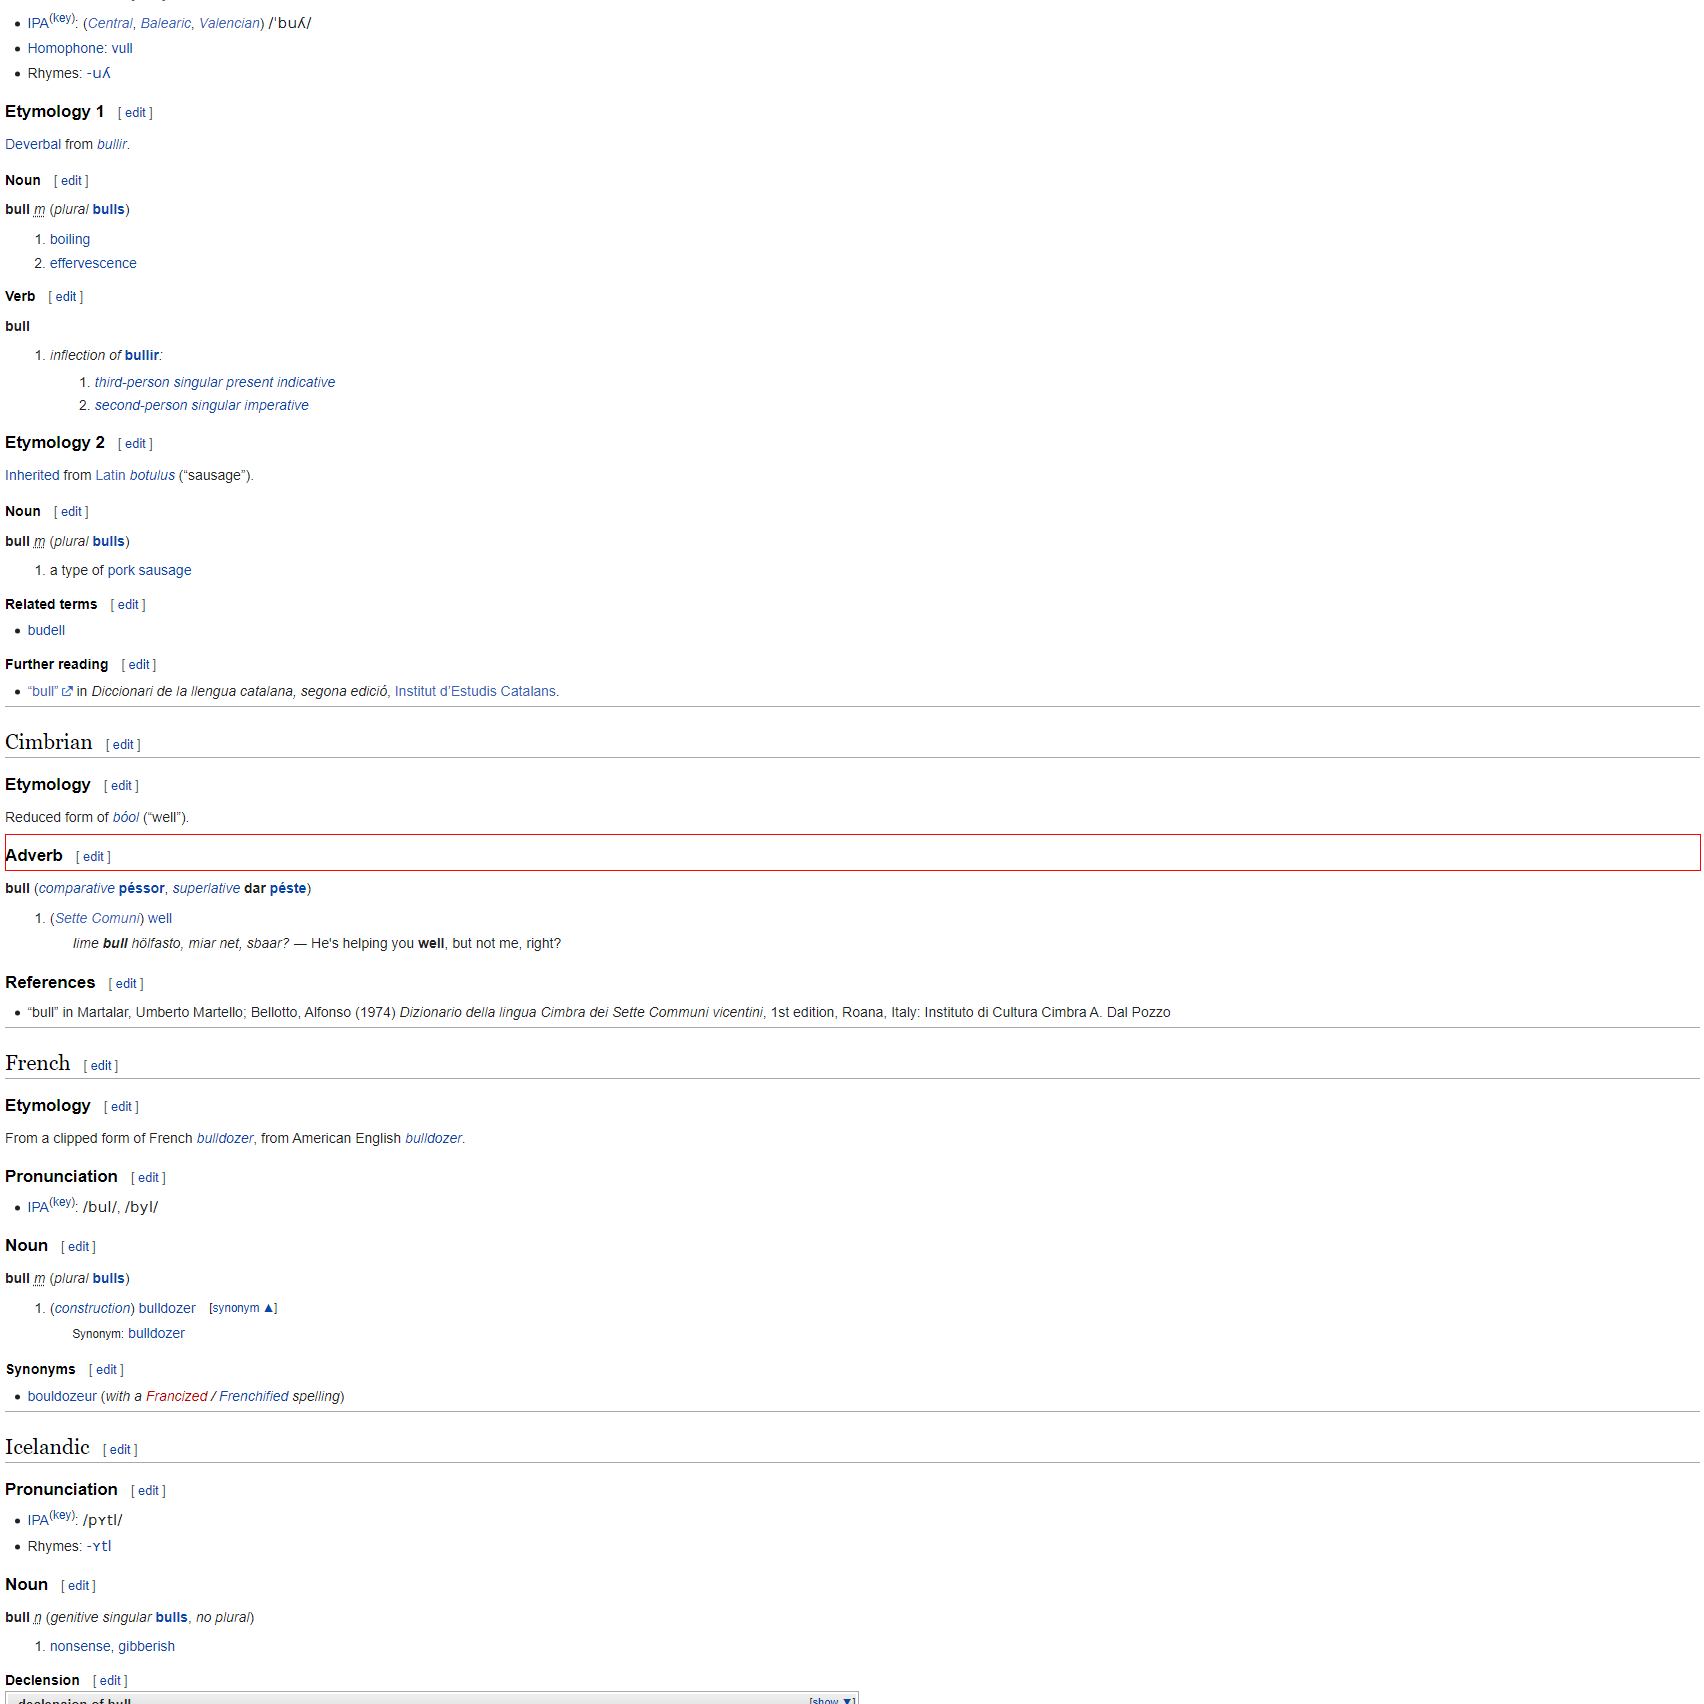 • IPA(key): (Central, Balearic, Valencian) /ˈbuʎ/
• Homophone: vull
• Rhymes: -uʎ
Etymology 1 [ edit ]
Deverbal from bullir.
Noun [ edit ]
bull m (plural bulls)
1. boiling
2. effervescence
Verb [ edit ]
bull
1. inflection of bullir:
1. third-person singular present indicative
2. second-person singular imperative
Etymology 2 [ edit ]
Inherited from Latin botulus (“sausage”).
Noun [ edit ]
bull m (plural bulls)
1. a type of pork sausage
Related terms [ edit ]
• budell
Further reading [ edit ]
• “bull” in Diccionari de la llengua catalana, segona edició, Institut d’Estudis Catalans.
Cimbrian [ edit ]
Etymology [ edit ]
Reduced form of bóol (“well”).
Adverb [ edit ]
bull (comparative péssor, superlative dar péste)
1. (Sette Comuni) well
Iime bull hölfasto, miar net, sbaar? — He's helping you well, but not me, right?
References [ edit ]
• “bull” in Martalar, Umberto Martello; Bellotto, Alfonso (1974) Dizionario della lingua Cimbra dei Sette Communi vicentini, 1st edition, Roana, Italy: Instituto di Cultura Cimbra A. Dal Pozzo
French [ edit ]
Etymology [ edit ]
From a clipped form of French bulldozer, from American English bulldozer.
Pronunciation [ edit ]
• IPA(key): /bul/, /byl/
Noun [ edit ]
bull m (plural bulls)
1. (construction) bulldozer [synonym ▲]
Synonym: bulldozer
Synonyms [ edit ]
• bouldozeur (with a Francized / Frenchified spelling)
Icelandic [ edit ]
Pronunciation [ edit ]
• IPA(key): /pʏtl/
• Rhymes: -ʏtl
Noun [ edit ]
bull n (genitive singular bulls, no plural)
1. nonsense, gibberish
Declension [ edit ]
declension of bull [show ▼]